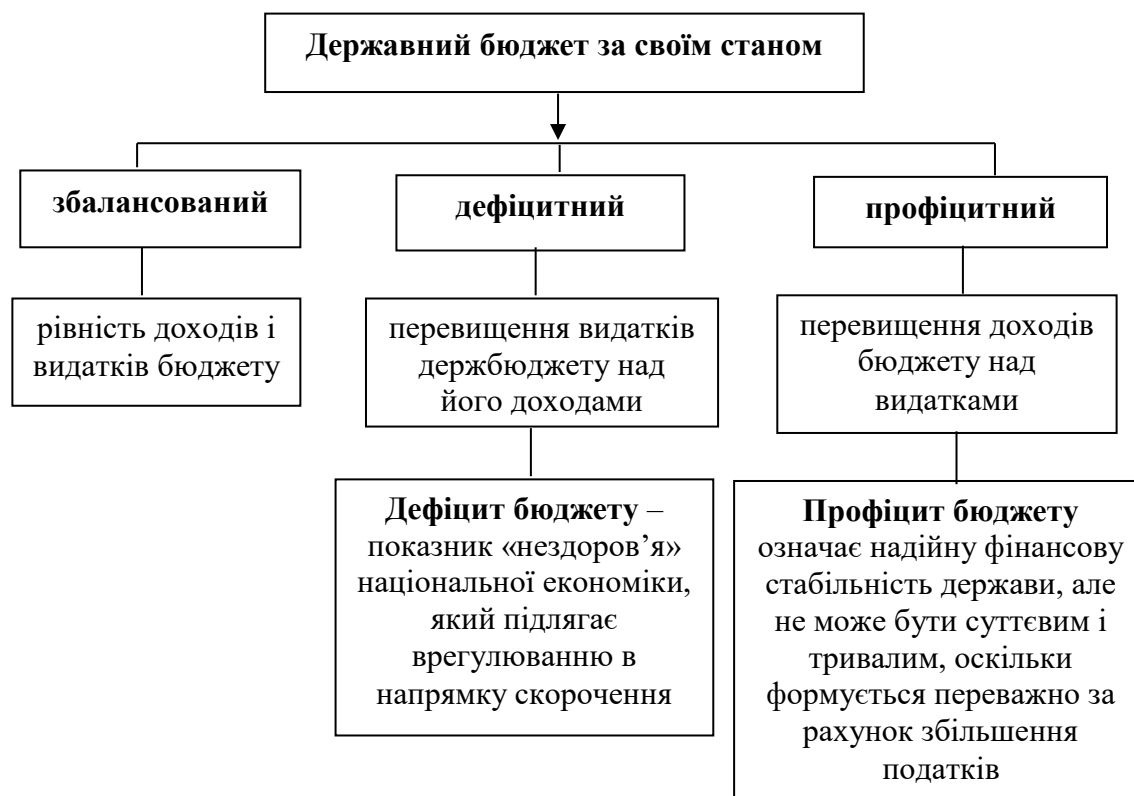 Державний бюджет за своїм станом
збалансований
дефіцитний
профіцитний
рівність доходів і
видатків бюджету
перевищення видатків
держбюджету над
його доходами
перевищення доходів
бюджету над
видатками
Дефіцит бюджету –
показник «нездоров’я»
національної економіки,
який підлягає
врегулюванню в
напрямку скорочення
Профіцит бюджету
означає надійну фінансову
стабільність держави, але
не може бути суттєвим і
тривалим, оскільки
формується переважно за
рахунок збільшення
податків